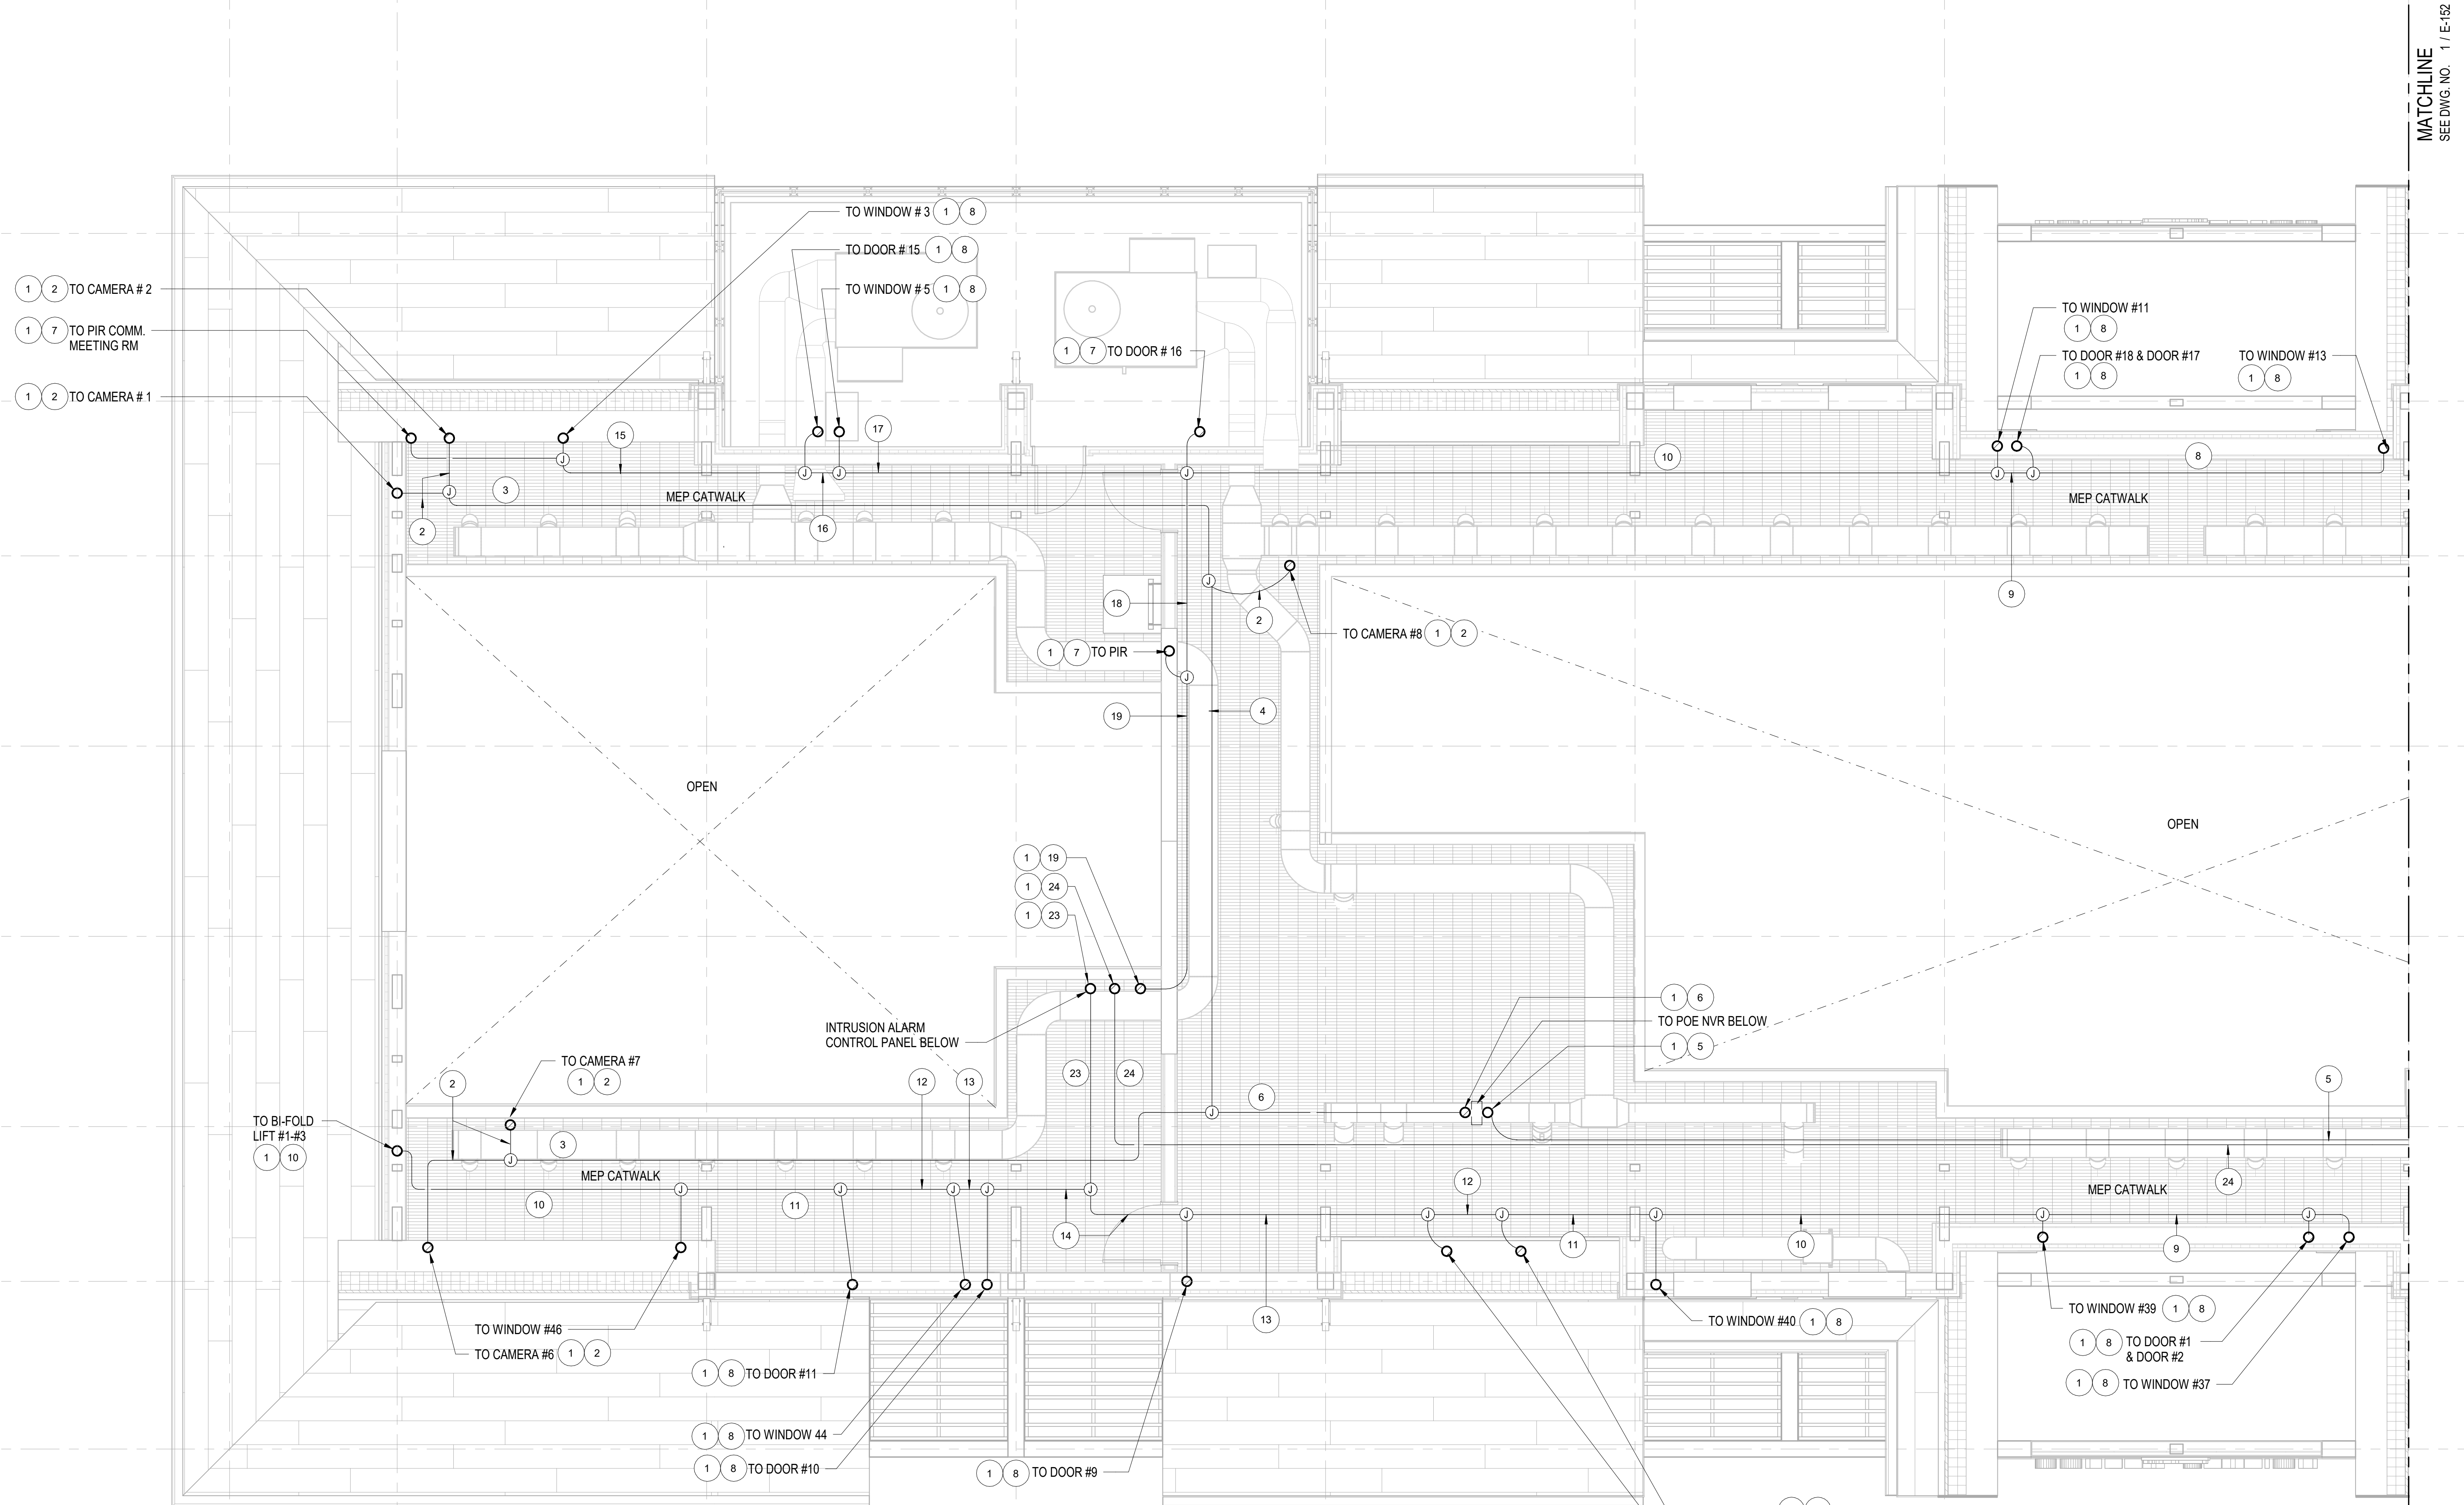 MATCHLINE
SEE DWG. NO. 1 / E-152
TO WINDOW # 3 1 8
TO DOOR # 15 1 8
TO WINDOW # 5 1 8
1 2 TO CAMERA # 2
1 7 TO PIR COMM.
MEETING RM
1 2 TO CAMERA # 1
1 7 TO DOOR # 16
TO WINDOW #11
1 8
TO DOOR #18 & DOOR #17
1 8
TO WINDOW #13
1 8
15
17
10
8
J
J
J
J
J
J
J
3
2
MEP CATWALK
16
MEP CATWALK
9
J
18
2
TO CAMERA #8 1 2
1 7 TO PIR
J
19
4
OPEN
OPEN
1 19
1 24
1 23
INTRUSION ALARM
CONTROL PANEL BELOW
1 6
TO POE NVR BELOW
1 5
TO CAMERA #7
1 2
2
12
13
23
24
6
5
J
TO BI-FOLD
LIFT #1-#3
1 10
3
J
MEP CATWALK
10
11
J
J
J
J
J
14
12
24
MEP CATWALK
J
J
J
J
J
J
11
10
9
13
TO WINDOW #46
TO CAMERA #6 1 2
1 8 TO DOOR #11
1 8 TO WINDOW 44
1 8 TO DOOR #10
1 8 TO DOOR #9
TO WINDOW #40 1 8
TO WINDOW #39 1 8
1 8 TO DOOR #1
& DOOR #2
1 8 TO WINDOW #37